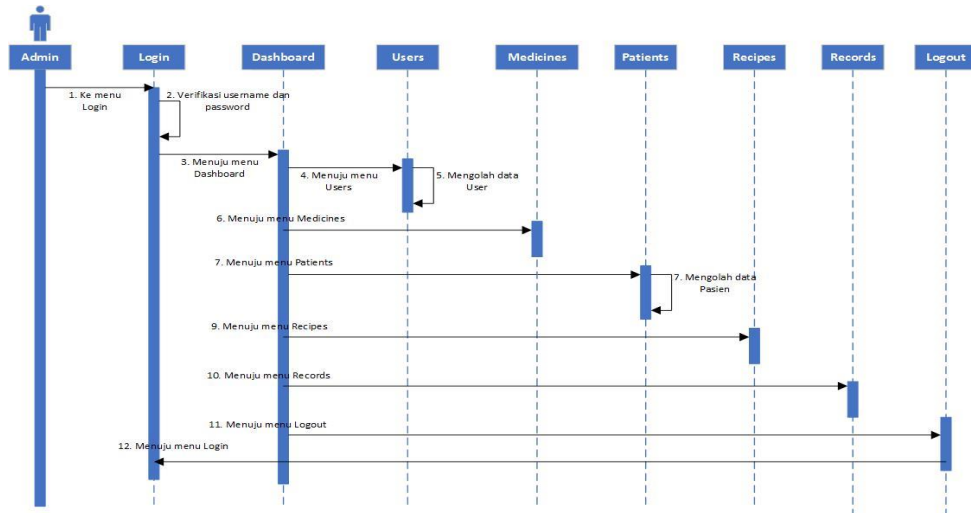 Admin
Login
Dashboard
Users
Medicines
Patients
Recipes
Records
Logout
1. Ke menu
Login
2. Verifikasi username dan
password
3. Menuju menu
Dashboard
4. Menuju menu
Users
5. Mengolah data
User
6. Menuju menu Medicines
7. Menuju menu Patients
7. Mengolah data
Pasien
9. Menuju menu Recipes
10. Menuju menu Records
11. Menuju menu Logout
12. Menuju menu Login